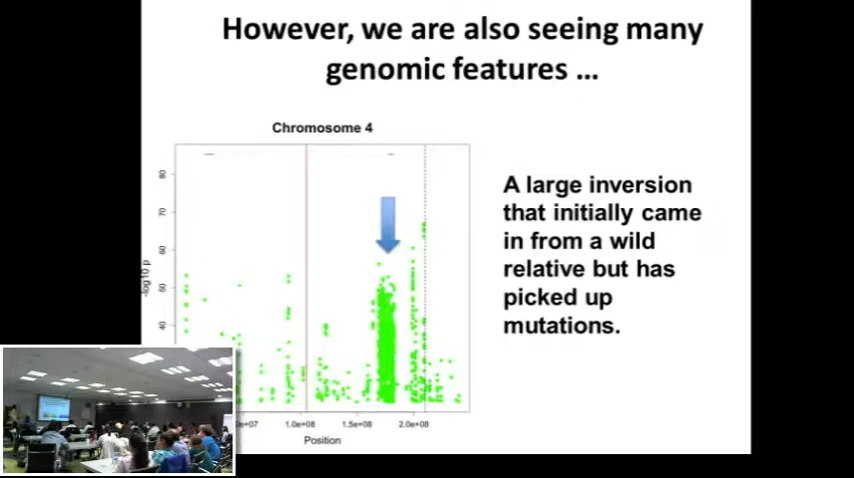 However, we are also seeing many
genomic features ...
Chromosome 4
80
70
60
50
40
-log10 p
1.0e+08
1.5e+08
2.0e+08
Position
A large inversion
that initially came
in from a wild
relative but has
picked up
mutations.